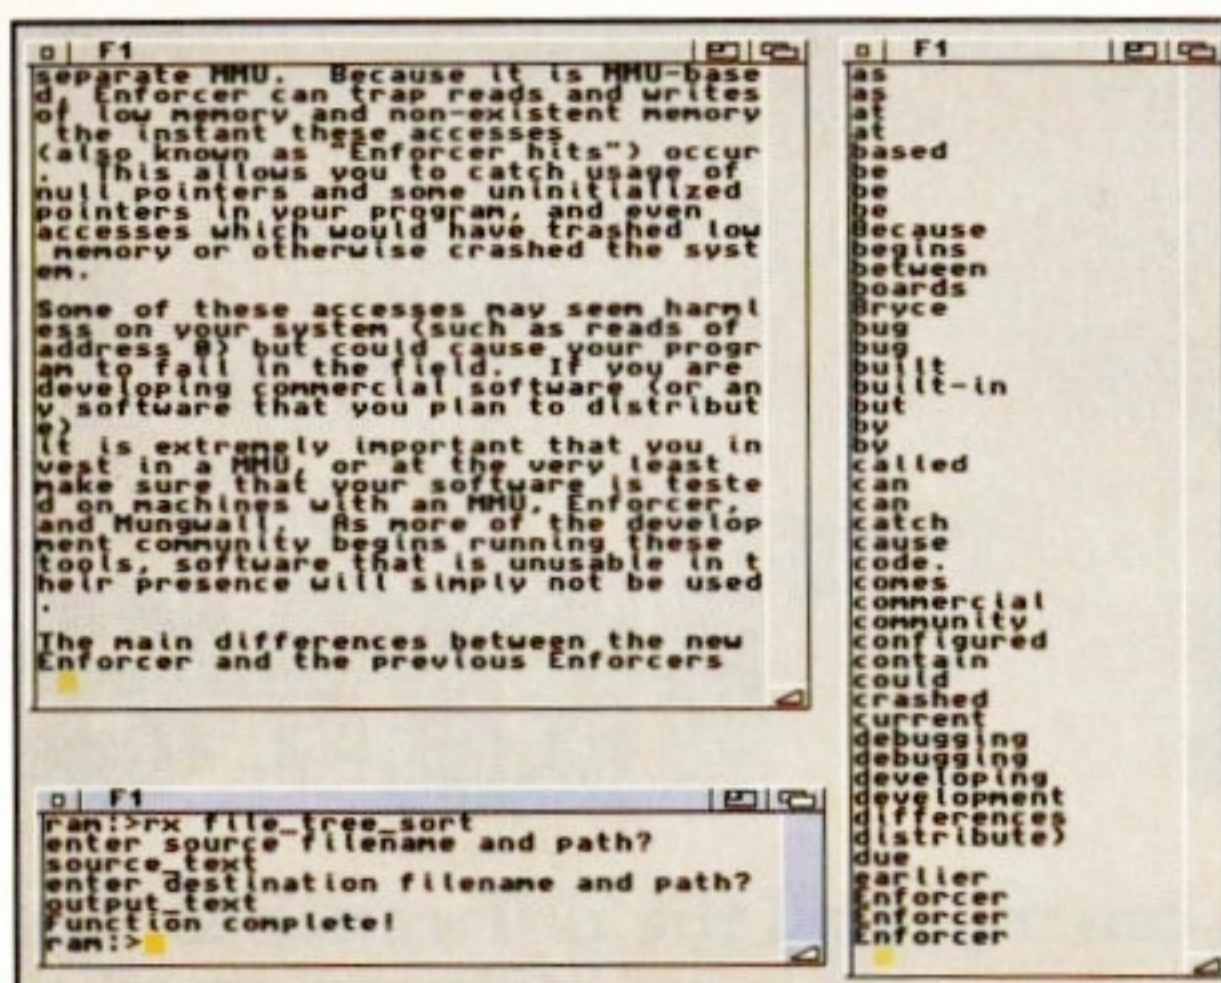 F1
separate MMU.  Because it is MMU-base
d, Enforcer can trap reads and writes
of low memory and non-existent memory
 the instant these accesses
(also known as "Enforcer hits") occur
.  This allows you to catch usage of
null pointers and some uninitialized
pointers in your program, and even
accesses which would have trashed low
 memory or otherwise crashed the syst
em.
Some of these accesses may seem harml
ess on your system (such as reads of
address 0) but could cause your progr
am to fail in the field.  If you are
developing commercial software (or an
y software that you plan to distribut
e)
it is extremely important that you in
vest in a MMU, or at the very least
make sure that your software is teste
d on machines with an MMU, Enforcer,
and Mungwall.  As more of the develop
ment community begins running these
tools, software that is unusable in t
heir presence will simply not be used
.
The main differences between the new
Enforcer and the previous Enforcers
F1
ram:>rx file_tree_sort
enter source filename and path?
source_text
enter destination filename and path?
output_text
Function complete!
ram:>
F1
as
as
at
at
based
be
be
be
Because
begins
between
boards
Bryce
bug
bug
built
built-in
but
by
by
called
can
can
catch
cause
code.
comes
commercial
community
configured
contain
could
crashed
current
debugging
debugging
developing
development
differences
distribute)
due
earlier
Enforcer
Enforcer
Enforcer